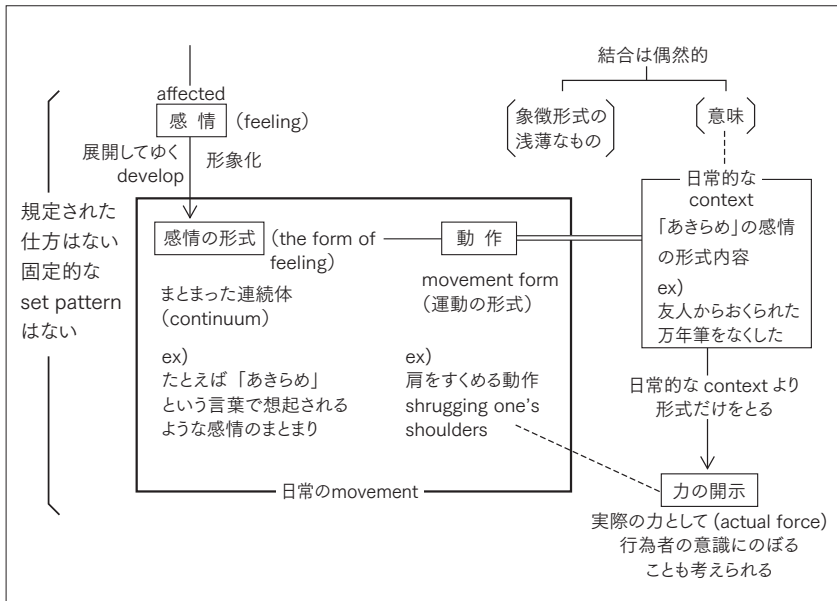 結合は偶然的
象徴形式の
浅薄なもの
意味
affected
感 情 (feeling)
展開してゆく
develop
形象化
規定された
仕方はない
固定的な
set pattern
はない
感情の形式 (the form of
feeling)
まとまった連続体
(continuum)
ex)
たとえば「あきらめ」
という言葉で想起される
ような感情のまとまり
動 作
movement form
(運動の形式)
ex)
肩をすくめる動作
shrugging one's
shoulders
日常のmovement
日常的な
context
「あきらめ」の感情
の形式内容
ex)
友人からおくられた
万年筆をなくした
日常的な context より
形式だけをとる
力の開示
実際の力として (actual force)
行為者の意識にのぼる
ことも考えられる